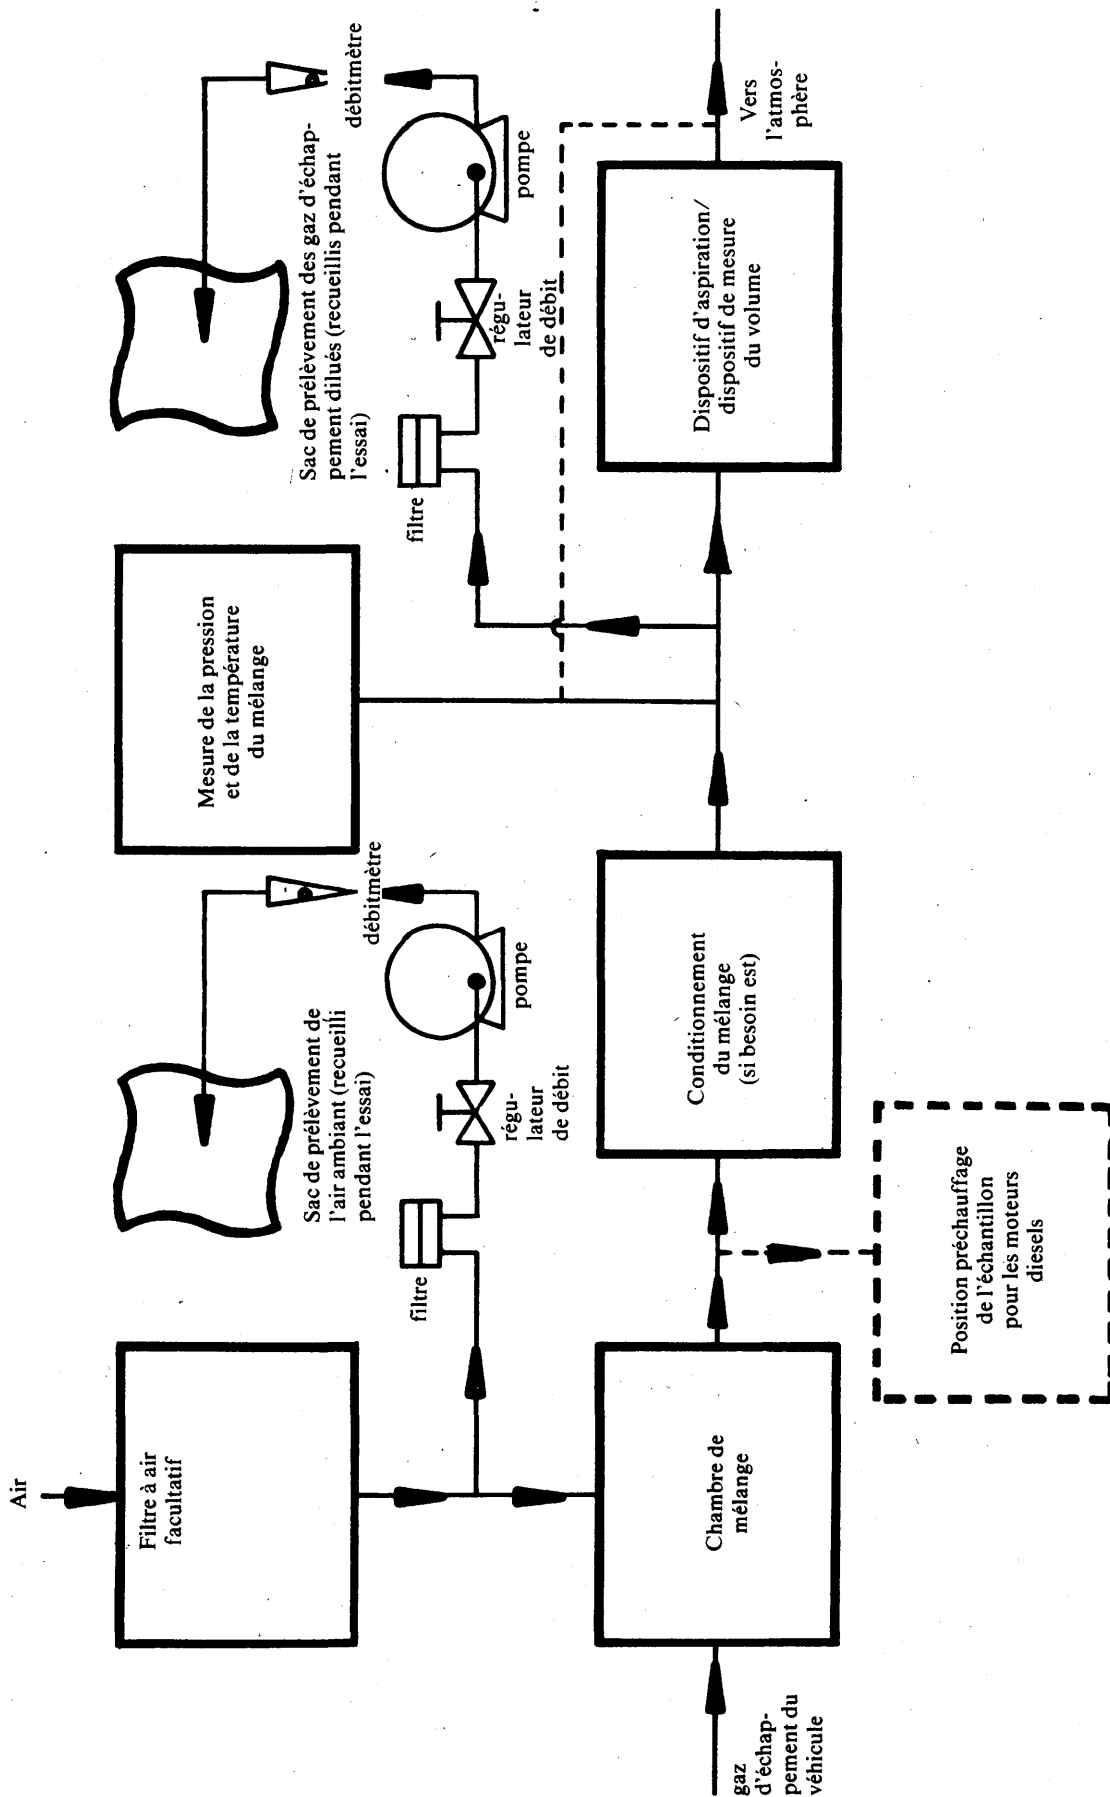 Air
Filtre à air
facultatif
Sac de prélèvement de
l'air ambiant (recueilli
pendant l'essai)
filtre
régu-
lateur
de débit
pompe
débitmètre
Mesure de la pression
et de la température
du mélange
Sac de prélèvement des gaz d'échap-
pement dilués (recueillis pendant
l'essai)
filtre
régu-
lateur
de débit
pompe
débitmètre
gaz
d'échap-
pement du
véhicule
Chambre de
mélange
Position préchauffage
de l'échantillon
pour les moteurs
diesels
Conditionnement
du mélange
(si besoin est)
Dispositif d'aspiration/
dispositif de mesure
du volume
Vers
l'atmos-
phère